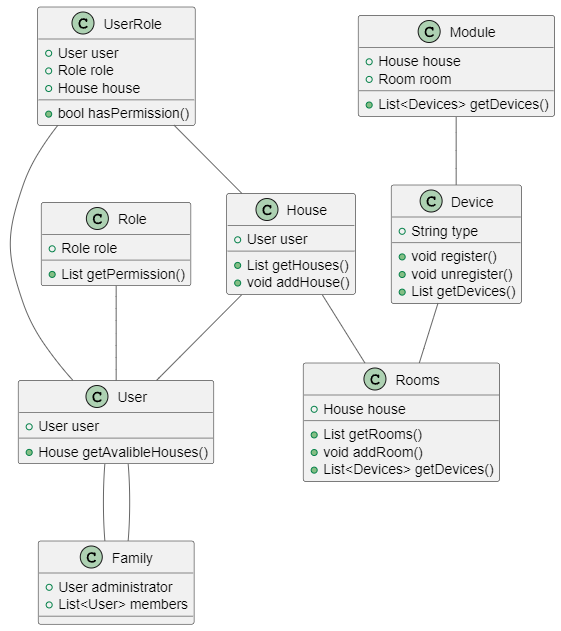 C UserRole
User user
Role role
House house
bool hasPermission()
C Module
House house
Room room
List<Devices> getDevices()
C Role
Role role
List getPermission()
C House
User user
List getHouses()
void addHouse()
C Device
String type
void register()
void unregister()
List getDevices()
C User
User user
House getAvalibleHouses()
C Rooms
House house
List getRooms()
void addRoom()
List<Devices> getDevices()
C Family
User administrator
List<User> members